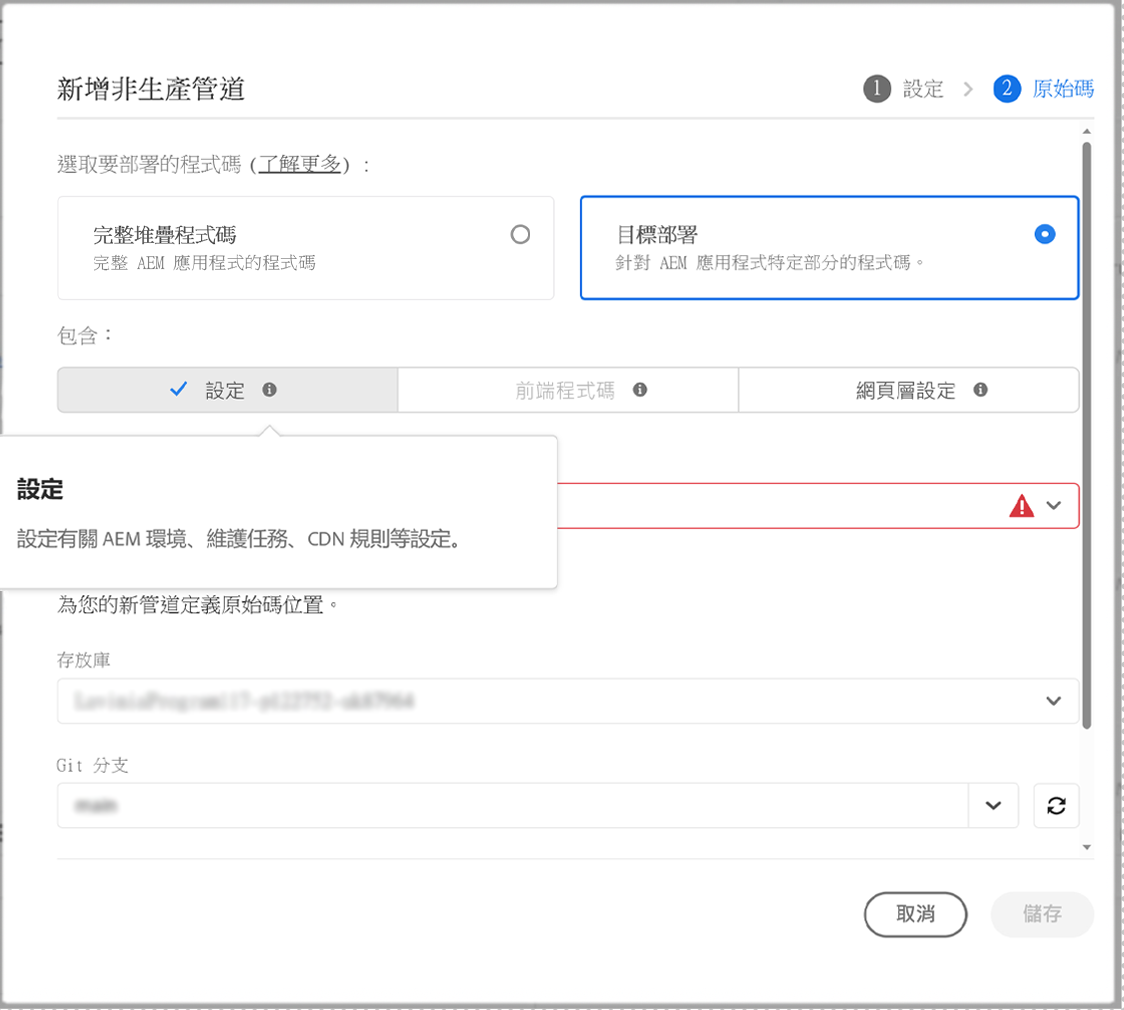 新增非生產管道
1 設定 > 2 原始碼
選取要部署的程式碼 (了解更多) :
完整堆疊程式碼
完整 AEM 應用程式的程式碼
目標部署
針對 AEM 應用程式特定部分的程式碼。
包含：
設定
前端程式碼
網頁層設定
設定
設定有關 AEM 環境、維護任務、CDN 規則等設定。
為您的新管道定義原始碼位置。
存放庫
Git 分支
main
取消
儲存